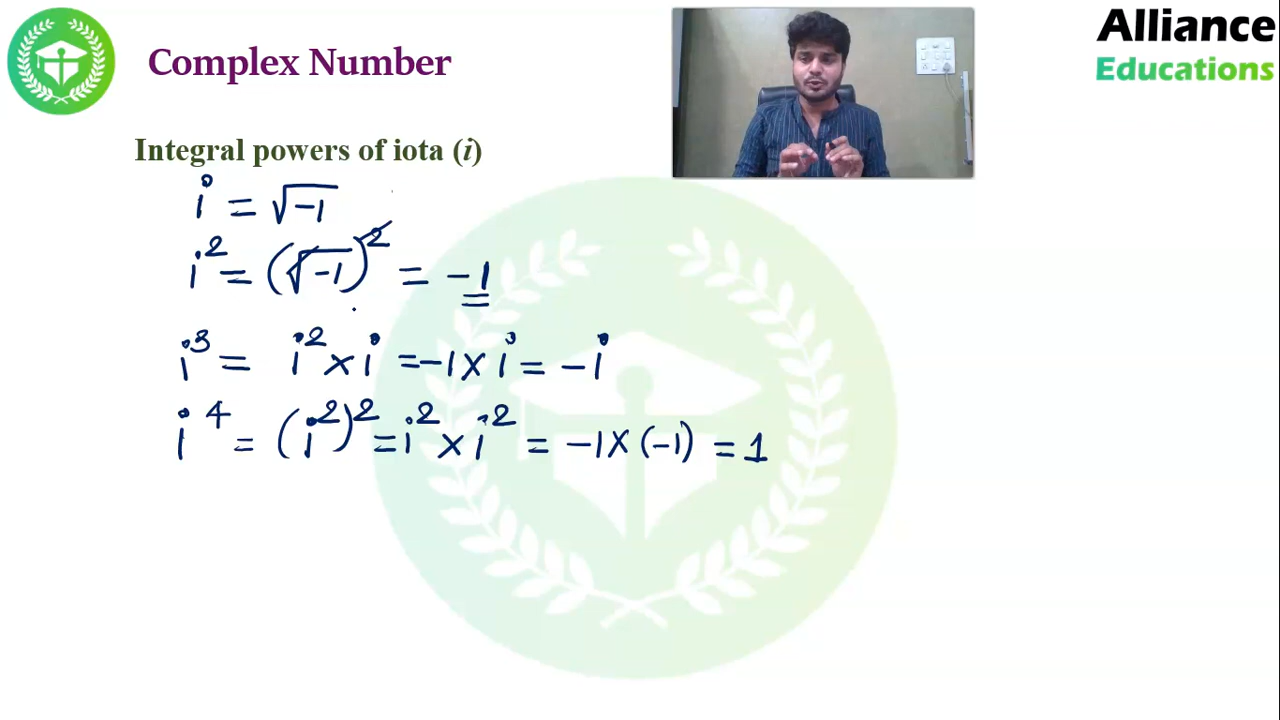 Complex Number
Alliance
Educations
Integral powers of iota (i)
i = √-1
i² = (√-1)² = -1
i³ = i² × i = -1 × i = -i
i⁴ = (i²)² = i² × i² = -1 × (-1) = 1